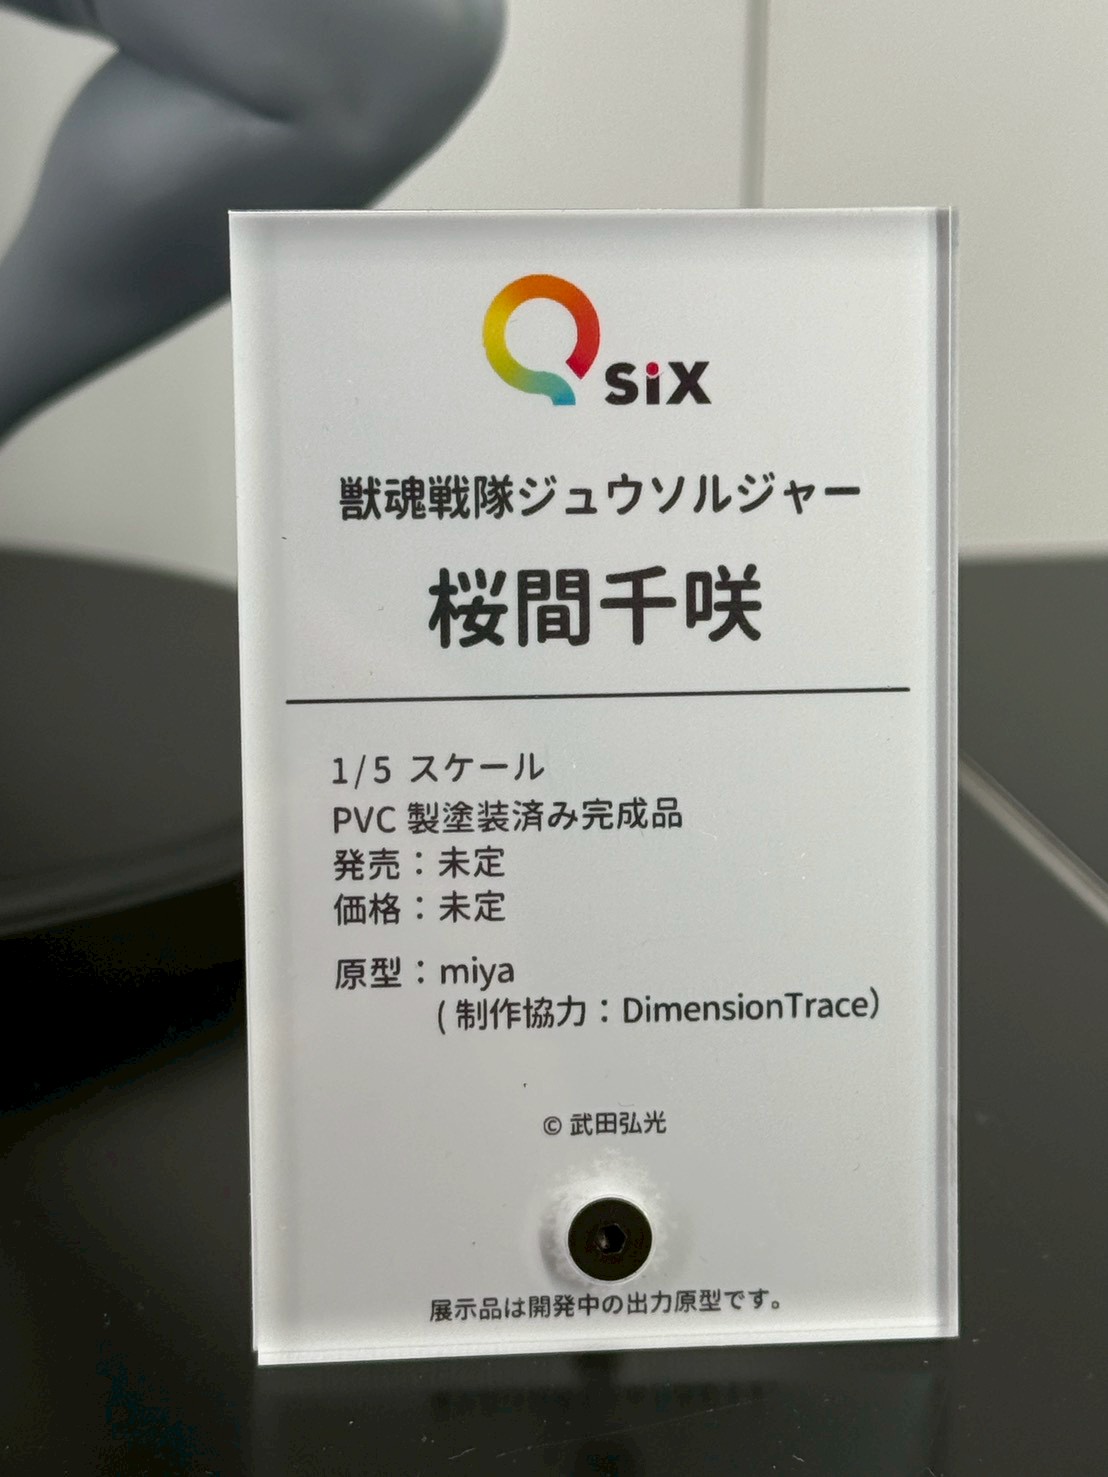 Q six
獣魂戦隊ジュウソルジャー
桜間千咲
1/5 スケール
PVC 製塗装済み完成品
発売：未定
価格：未定
原型：miya
( 制作協力：DimensionTrace）
© 武田弘光
展示品は開発中の出力原型です。